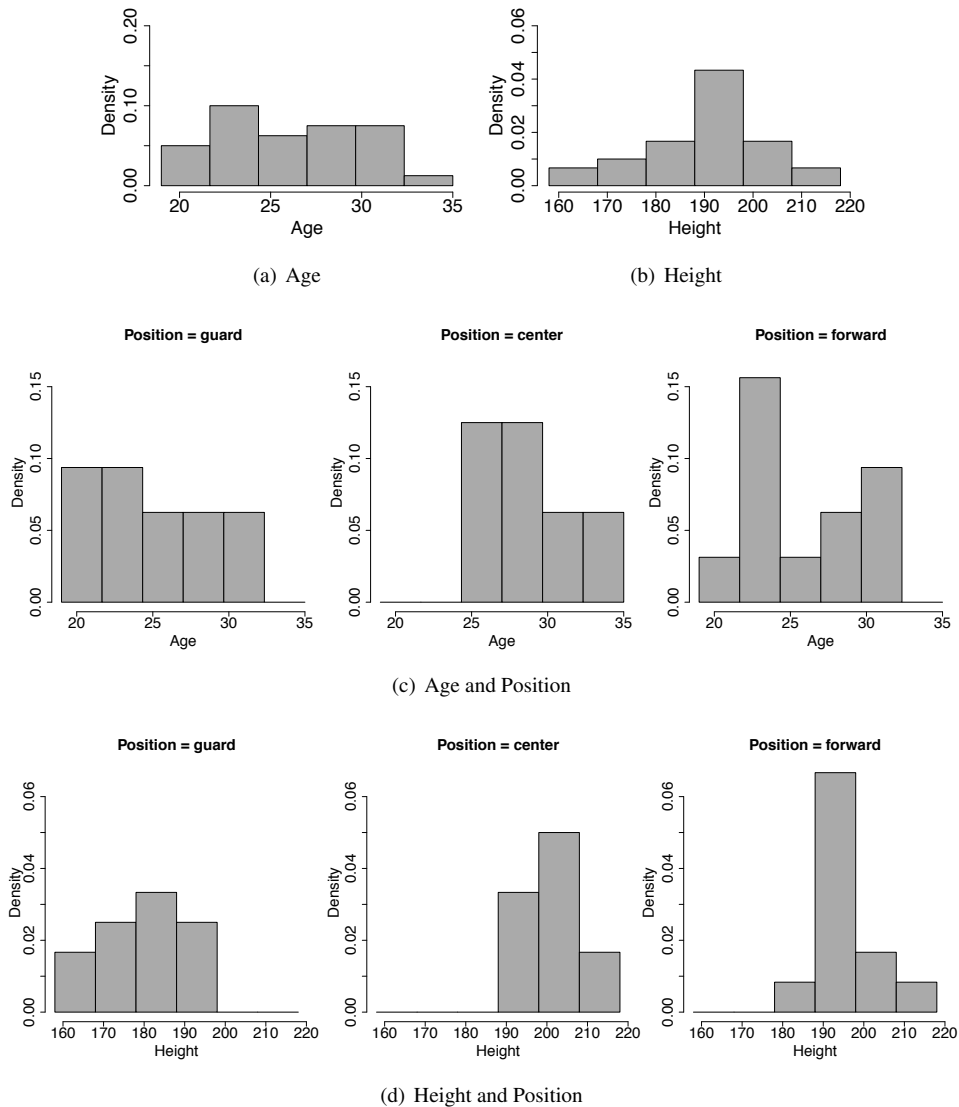 0.00 0.10 0.20
Density
20 25 30 35
Age
(a) Age
0.00 0.02 0.04 0.06
Density
160 170 180 190 200 210 220
Height
(b) Height
Position = guard
0.00 0.05 0.10 0.15
Density
20 25 30 35
Age
Position = center
0.00 0.05 0.10 0.15
Density
20 25 30 35
Age
Position = forward
0.00 0.05 0.10 0.15
Density
20 25 30 35
Age
(c) Age and Position
Position = guard
0.00 0.02 0.04 0.06
Density
160 170 180 190 200 210 220
Height
Position = center
0.00 0.02 0.04 0.06
Density
160 170 180 190 200 210 220
Height
Position = forward
0.00 0.02 0.04 0.06
Density
160 170 180 190 200 210 220
Height
(d) Height and Position